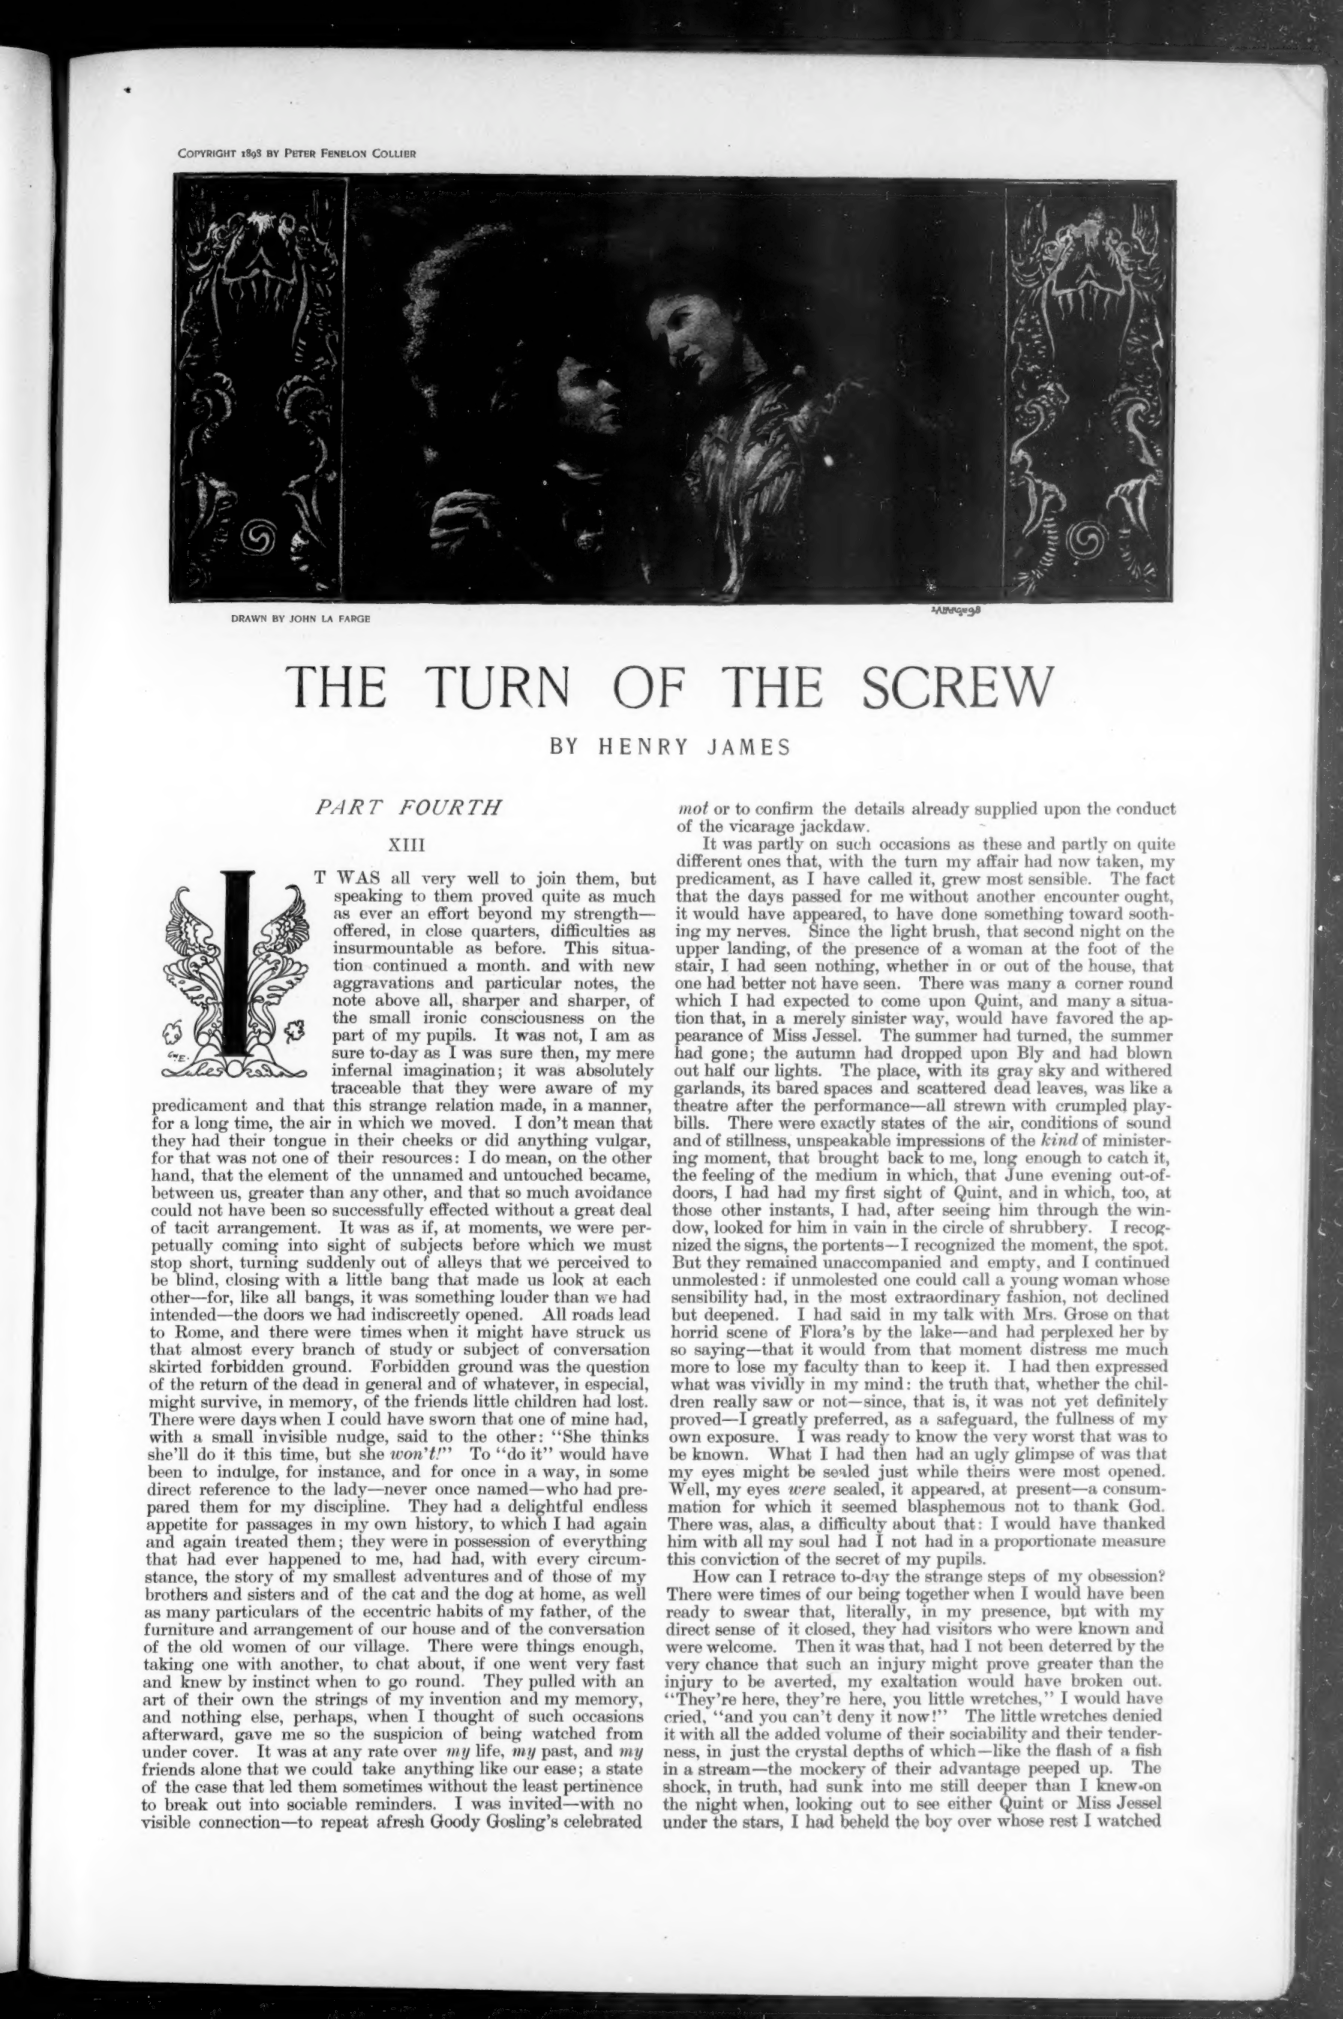 COPYRIGHT 1898 BY PETER FENELON COLLIER
DRAWN BY JOHN LA FARGE
THE TURN OF THE SCREW
BY HENRY JAMES
PART FOURTH
XIII
IT WAS all very well to join them, but
speaking to them proved quite as much
as ever an effort beyond my strength—
offered, in close quarters, difficulties as
insurmountable as before. This situa-
tion continued a month. and with new
aggravations and particular notes, the
note above all, sharper and sharper, of
the small ironic consciousness on the
part of my pupils. It was not, I am as
sure to-day as I was sure then, my mere
infernal imagination; it was absolutely
traceable that they were aware of my
predicament and that this strange relation made, in a manner,
for a long time, the air in which we moved. I don't mean that
they had their tongue in their cheeks or did anything vulgar,
for that was not one of their resources: I do mean, on the other
hand, that the element of the unnamed and untouched became,
between us, greater than any other, and that so much avoidance
could not have been so successfully effected without a great deal
of tacit arrangement. It was as if, at moments, we were per-
petually coming into sight of subjects before which we must
stop short, turning suddenly out of alleys that we perceived to
be blind, closing with a little bang that made us look at each
other—for, like all bangs, it was something louder than we had
intended—the doors we had indiscreetly opened. All roads lead
to Rome, and there were times when it might have struck us
that almost every branch of study or subject of conversation
skirted forbidden ground. Forbidden ground was the question
of the return of the dead in general and of whatever, in especial,
might survive, in memory, of the friends little children had lost.
There were days when I could have sworn that one of mine had,
with a small invisible nudge, said to the other: "She thinks
she'll do it this time, but she won't!" To "do it" would have
been to indulge, for instance, and for once in a way, in some
direct reference to the lady—never once named—who had pre-
pared them for my discipline. They had a delightful endless
appetite for passages in my own history, to which I had again
and again treated them; they were in possession of everything
that had ever happened to me, had had, with every circum-
stance, the story of my smallest adventures and of those of my
brothers and sisters and of the cat and the dog at home, as well
as many particulars of the eccentric habits of my father, of the
furniture and arrangement of our house and of the conversation
of the old women of our village. There were things enough,
taking one with another, to chat about, if one went very fast
and knew by instinct when to go round. They pulled with an
art of their own the strings of my invention and my memory,
and nothing else, perhaps, when I thought of such occasions
afterward, gave me so the suspicion of being watched from
under cover. It was at any rate over my life, my past, and my
friends alone that we could take anything like our ease; a state
of the case that led them sometimes without the least pertinence
to break out into sociable reminders. I was invited—with no
visible connection—to repeat afresh Goody Gosling's celebrated
mot or to confirm the details already supplied upon the conduct
of the vicarage jackdaw.
It was partly on such occasions as these and partly on quite
different ones that, with the turn my affair had now taken, my
predicament, as I have called it, grew most sensible. The fact
that the days passed for me without another encounter ought,
it would have appeared, to have done something toward sooth-
ing my nerves. Since the light brush, that second night on the
upper landing, of the presence of a woman at the foot of the
stair, I had seen nothing, whether in or out of the house, that
one had better not have seen. There was many a corner round
which I had expected to come upon Quint, and many a situa-
tion that, in a merely sinister way, would have favored the ap-
pearance of Miss Jessel. The summer had turned, the summer
had gone; the autumn had dropped upon Bly and had blown
out half our lights. The place, with its gray sky and withered
garlands, its bared spaces and scattered dead leaves, was like a
theatre after the performance—all strewn with crumpled play-
bills. There were exactly states of the air, conditions of sound
and of stillness, unspeakable impressions of the kind of minister-
ing moment, that brought back to me, long enough to catch it,
the feeling of the medium in which, that June evening out-of-
doors, I had had my first sight of Quint, and in which, too, at
those other instants, I had, after seeing him through the win-
dow, looked for him in vain in the circle of shrubbery. I recog-
nized the signs, the portents—I recognized the moment, the spot.
But they remained unaccompanied and empty, and I continued
unmolested: if unmolested one could call a young woman whose
sensibility had, in the most extraordinary fashion, not declined
but deepened. I had said in my talk with Mrs. Grose on that
horrid scene of Flora's by the lake—and had perplexed her by
so saying—that it would from that moment distress me much
more to lose my faculty than to keep it. I had then expressed
what was vividly in my mind: the truth that, whether the chil-
dren really saw or not—since, that is, it was not yet definitely
proved—I greatly preferred, as a safeguard, the fullness of my
own exposure. I was ready to know the very worst that was to
be known. What I had then had an ugly glimpse of was that
my eyes might be sealed just while theirs were most opened.
Well, my eyes were sealed, it appeared, at present—a consum-
mation for which it seemed blasphemous not to thank God.
There was, alas, a difficulty about that: I would have thanked
him with all my soul had I not had in a proportionate measure
this conviction of the secret of my pupils.
How can I retrace to-day the strange steps of my obsession?
There were times of our being together when I would have been
ready to swear that, literally, in my presence, but with my
direct sense of it closed, they had visitors who were known and
were welcome. Then it was that, had I not been deterred by the
very chance that such an injury might prove greater than the
injury to be averted, my exaltation would have broken out.
"They're here, they're here, you little wretches," I would have
cried, "and you can't deny it now!" The little wretches denied
it with all the added volume of their sociability and their tender-
ness, in just the crystal depths of which—like the flash of a fish
in a stream—the mockery of their advantage peeped up. The
shock, in truth, had sunk into me still deeper than I knew on
the night when, looking out to see either Quint or Miss Jessel
under the stars, I had beheld the boy over whose rest I watched